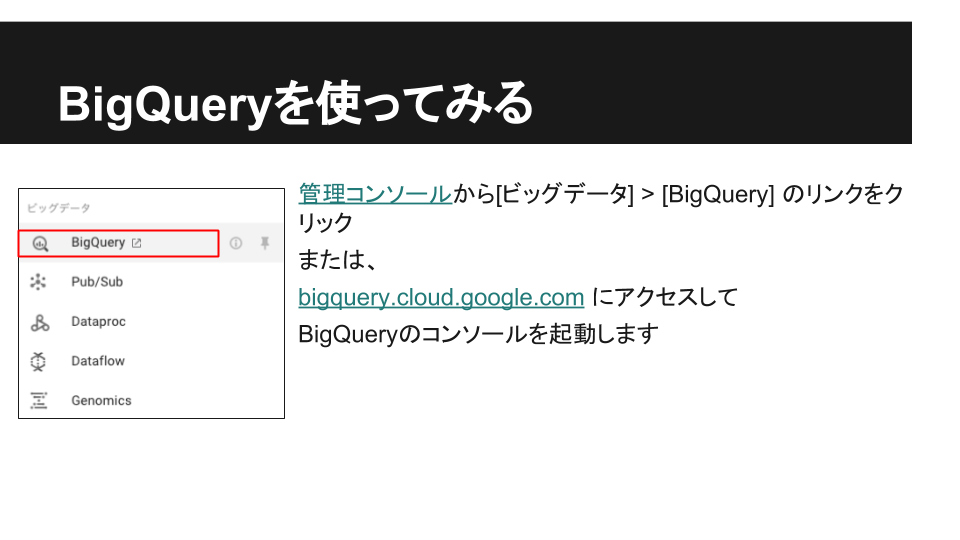 BigQueryを使ってみる
ビッグデータ
BigQuery
Pub/Sub
Dataproc
Dataflow
Genomics
管理コンソールから[ビッグデータ] > [BigQuery] のリンクをク
リック
または、
bigquery.cloud.google.com にアクセスして
BigQueryのコンソールを起動します